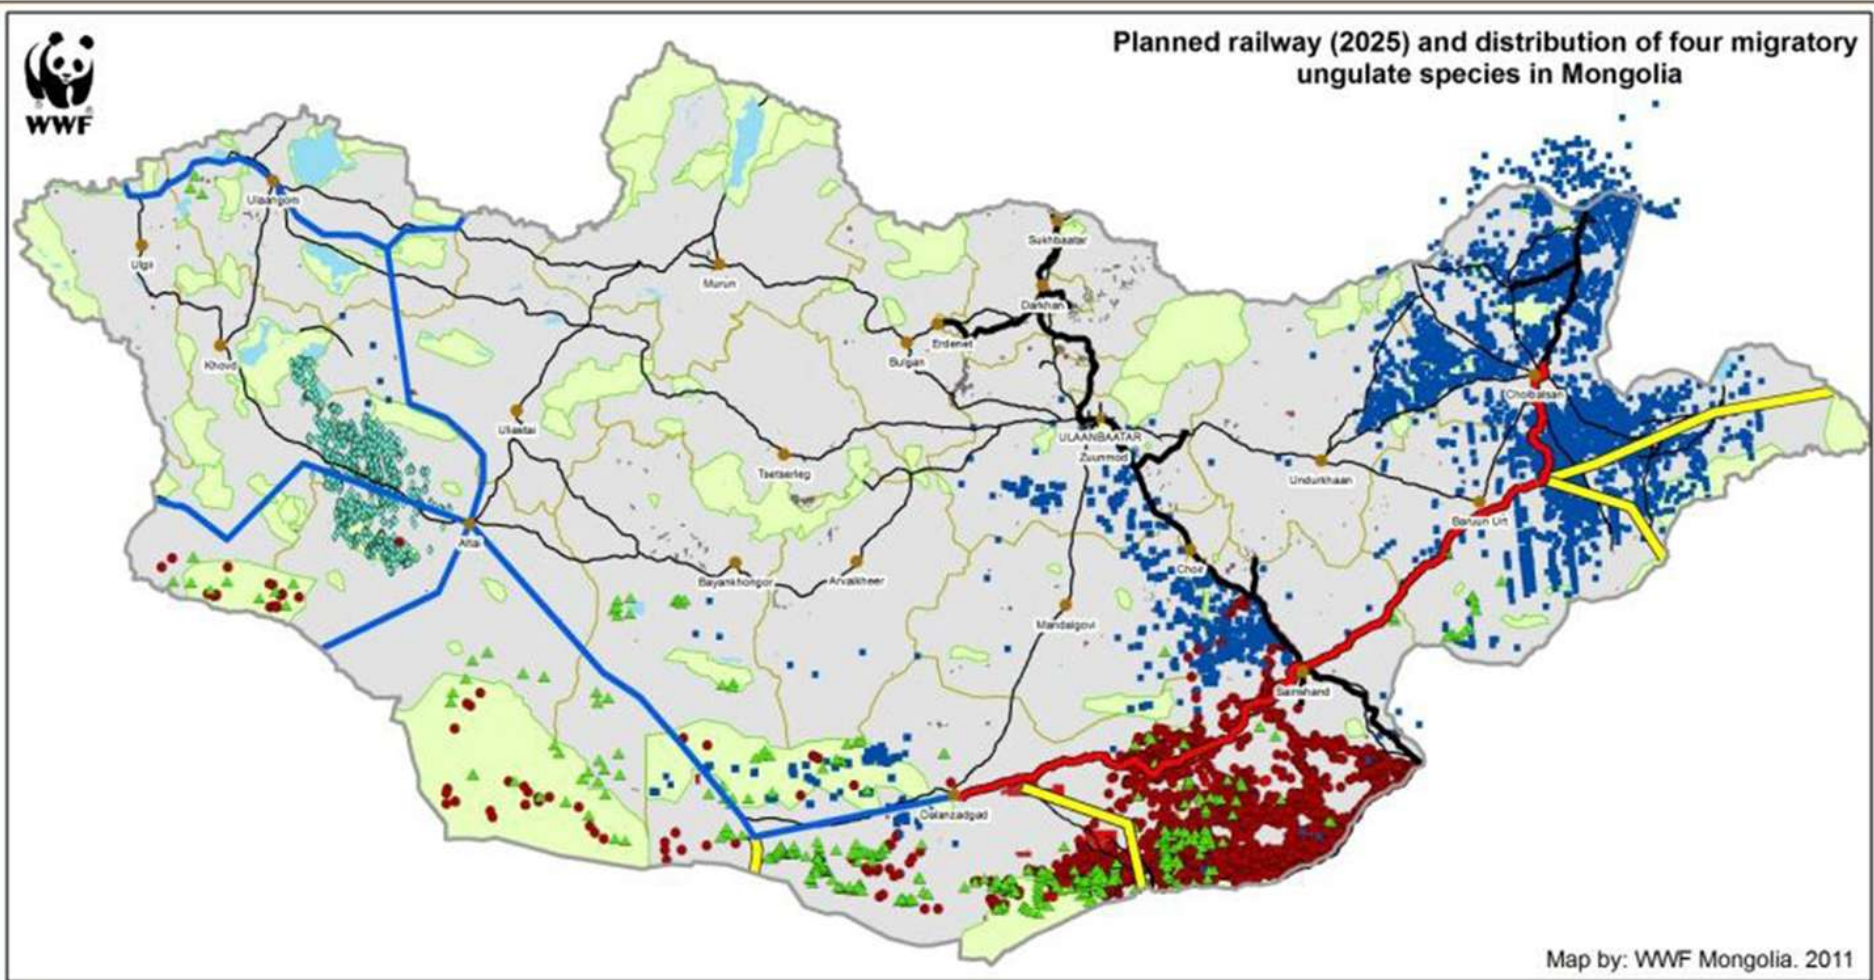 Planned railway (2025) and distribution of four migratory
ungulate species in Mongolia
WWF
Ulaangom
Sukhbaatar
Ulgii
Murun
Darkhan
Erdenet
Bulgan
Khovd
Choibalsan
Uliastai
ULAANBAATAR
Zuunmod
Tsetserleg
Undurkhaan
Baruun Urt
Altai
Choir
Bayankhongor
Arvaikheer
Mandalgovi
Sainshand
Dalanzadgad
Map by: WWF Mongolia. 2011